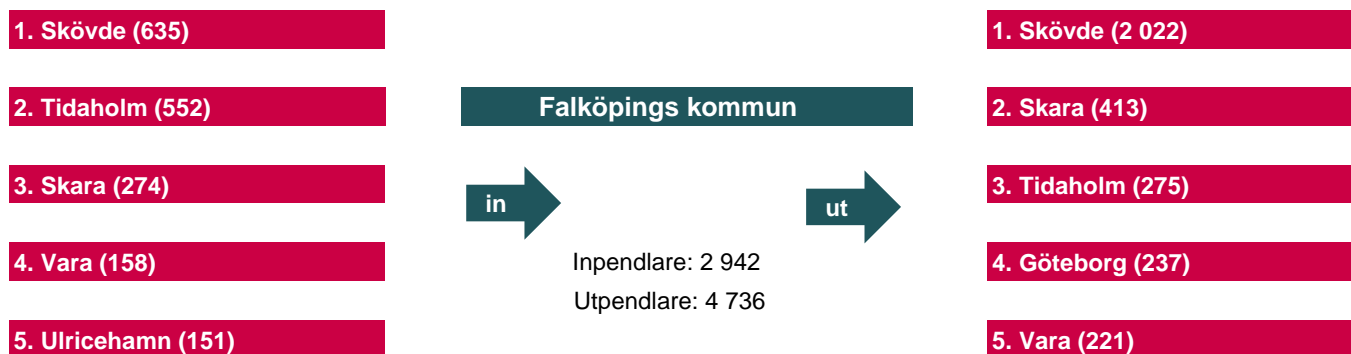 1. Skövde (635)
2. Tidaholm (552)
3. Skara (274)
4. Vara (158)
5. Ulricehamn (151)
Falköpings kommun
in
ut
Inpendlare: 2 942
Utpendlare: 4 736
1. Skövde (2 022)
2. Skara (413)
3. Tidaholm (275)
4. Göteborg (237)
5. Vara (221)